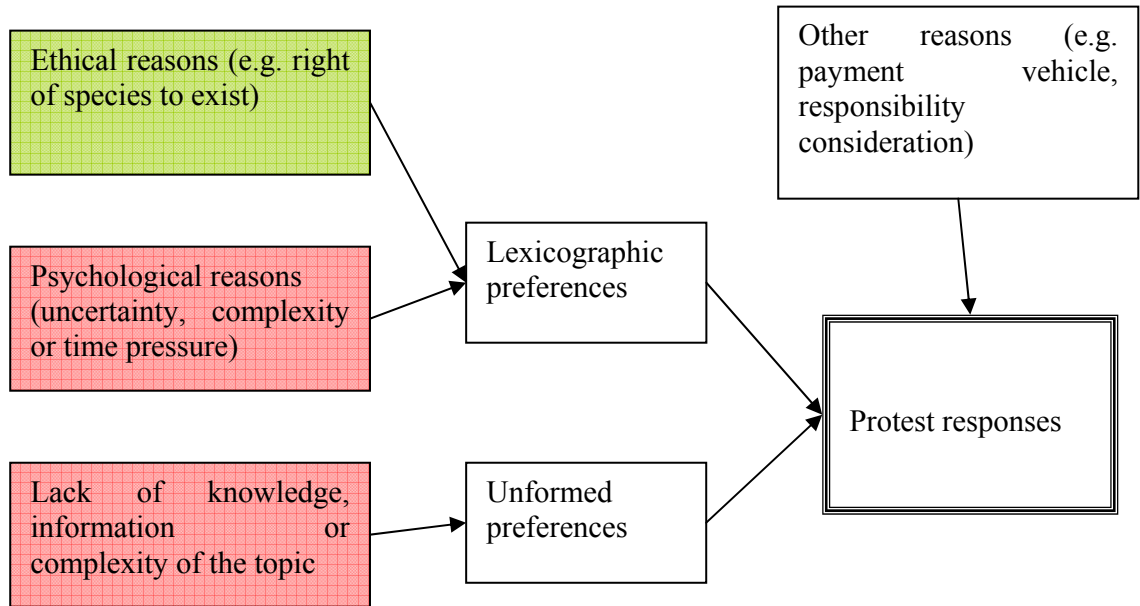 Ethical reasons (e.g. right
of species to exist)
Other reasons (e.g.
payment vehicle,
responsibility
consideration)
Psychological reasons
(uncertainty, complexity
or time pressure)
Lexicographic
preferences
Protest responses
Lack of knowledge,
information or
complexity of the topic
Unformed
preferences